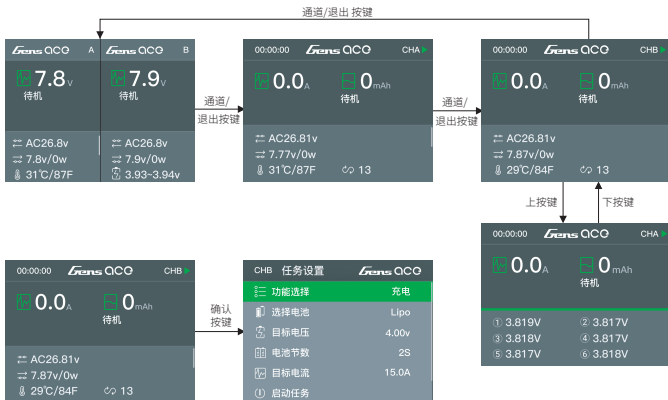 通道/退出 按键
Gens ace A Gens ace B
7.8v 7.9v
待机 待机
AC26.8v AC26.8v
7.8v/0w 7.9v/0w
31℃/87F 3.93~3.94v
通道/
退出按键
00:00:00 Gens ace CHA
0.0A 0mAh
待机
AC26.81v
7.77v/0w
31℃/87F 13
通道/
退出按键
00:00:00 Gens ace CHB
0.0A 0mAh
待机
AC26.81v
7.87v/0w
29℃/84F 13
上按键 下按键
00:00:00 Gens ace CHA
0.0A 0mAh
待机
① 3.819V ② 3.817V
③ 3.818V ④ 3.817V
⑤ 3.817V ⑥ 3.818V
00:00:00 Gens ace CHB
0.0A 0mAh
待机
AC26.81v
7.87v/0w
29℃/84F 13
确认
按键
CHB 任务设置 Gens ace
功能选择 充电
选择电池 Lipo
目标电压 4.00v
电池节数 2S
目标电流 15.0A
启动任务